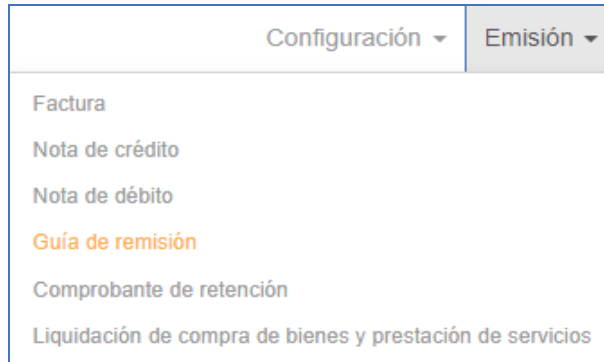 Configuración Emisión
Factura
Nota de crédito
Nota de débito
Guía de remisión
Comprobante de retención
Liquidación de compra de bienes y prestación de servicios